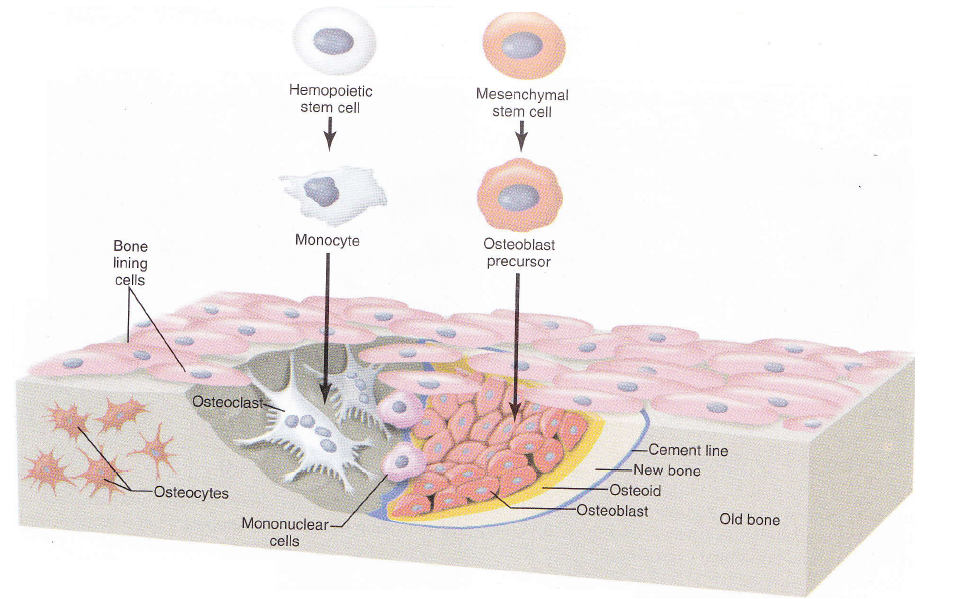 Hemopoietic
stem cell
Mesenchymal
stem cell
Monocyte
Osteoblast
precursor
Bone
lining
cells
Osteoclast
Cement line
New bone
Osteoid
Osteoblast
Osteocytes
Mononuclear
cells
Old bone